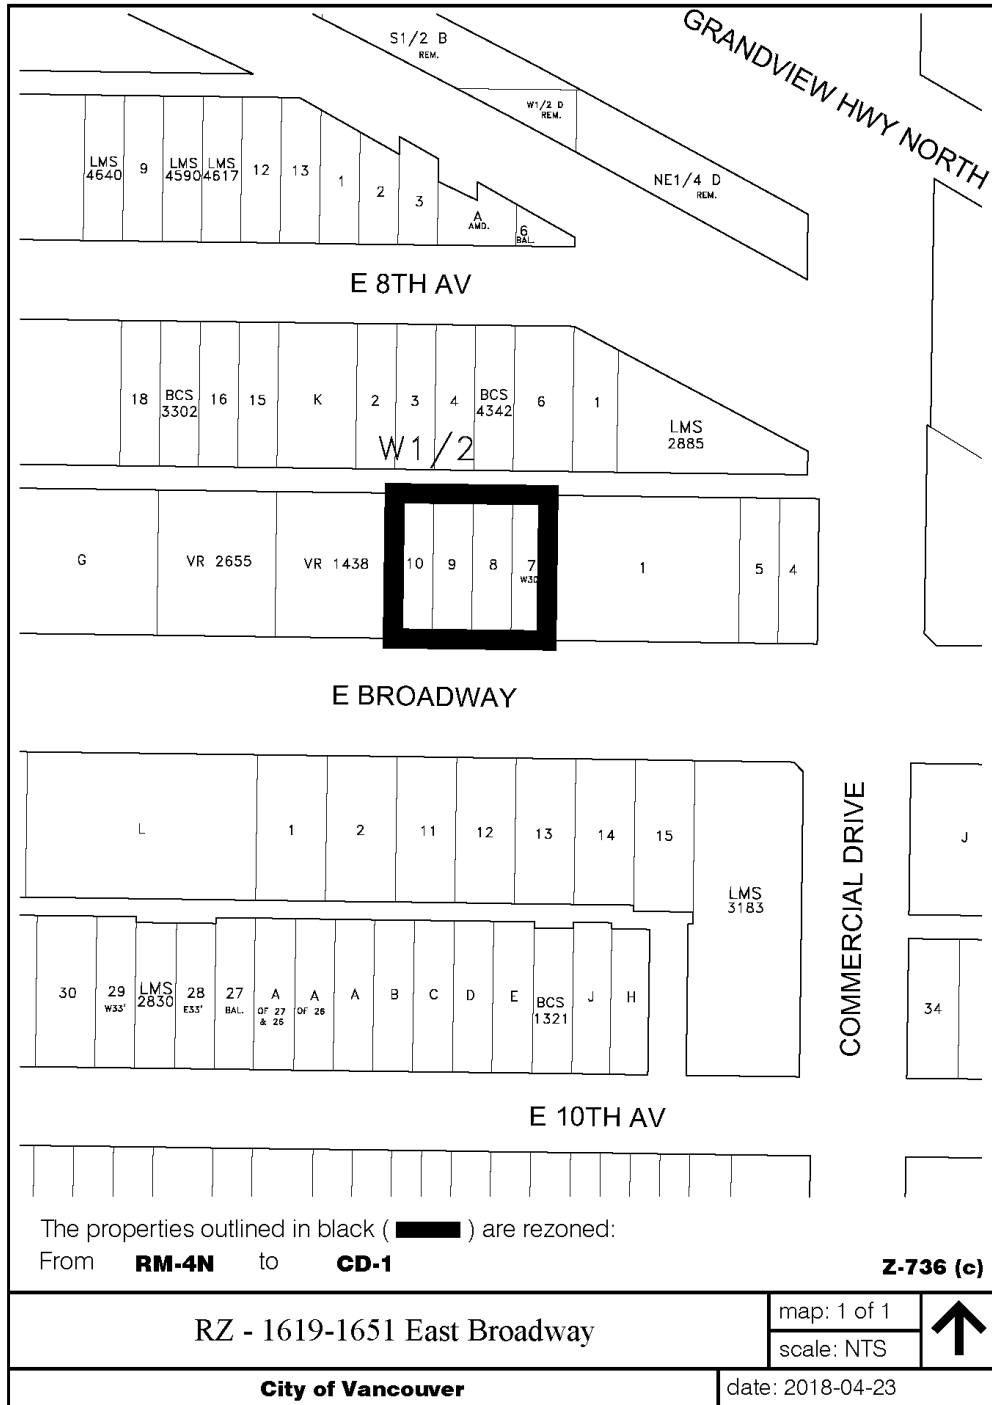 S1/2 B
REM.
GRANDVIEW HWY NORTH
W1/2 D
REM.
NE1/4 D
REM.
LMS
4640
9
LMS
4590
LMS
4617
12
13
1
2
3
A
AMD.
6
BAL.
E 8TH AV
18
BCS
3302
16
15
K
2
3
4
BCS
4342
6
1
LMS
2885
W1/2
G
VR 2655
VR 1438
10
9
8
7
W30
1
5
4
E BROADWAY
L
1
2
11
12
13
14
15
LMS
3183
J
COMMERCIAL DRIVE
30
29
W33'
LMS
2830
28
E33'
27
BAL.
A
OF 27
& 26
A
OF 26
A
B
C
D
E
BCS
1321
J
H
34
E 10TH AV
The properties outlined in black ( ) are rezoned:
From RM-4N to CD-1
Z-736 (c)
RZ - 1619-1651 East Broadway
map: 1 of 1
scale: NTS
City of Vancouver
date: 2018-04-23